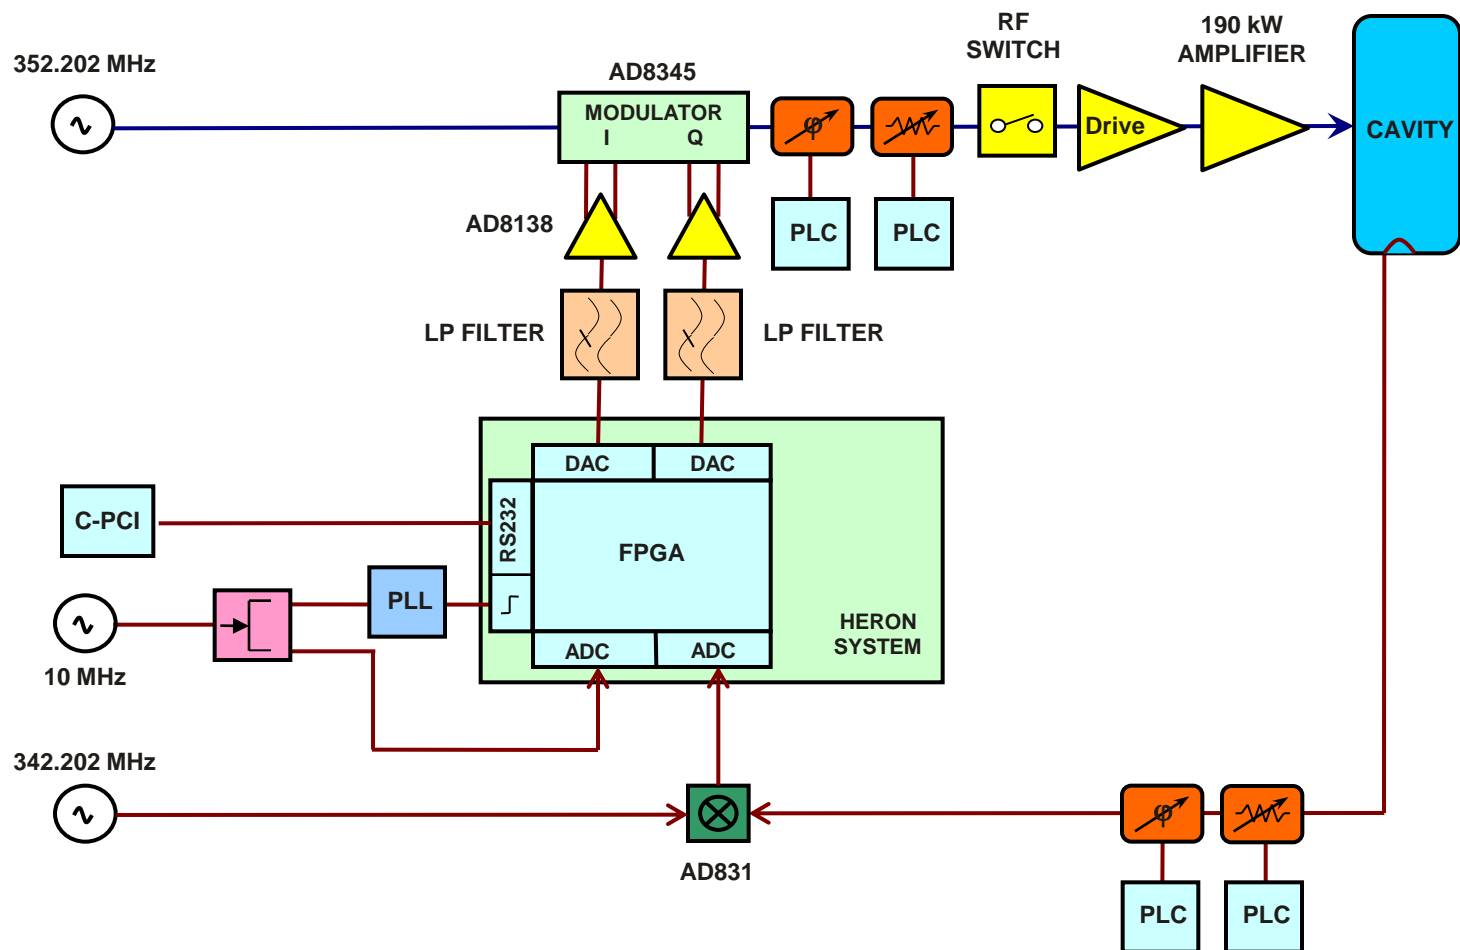 352.202 MHz
AD8345
RF
SWITCH
190 kW
AMPLIFIER
MODULATOR
I Q
φ
Drive
CAVITY
AD8138
PLC
PLC
LP FILTER
LP FILTER
DAC
DAC
C-PCI
RS232
FPGA
PLL
10 MHz
HERON
SYSTEM
ADC
ADC
342.202 MHz
φ
AD831
PLC
PLC